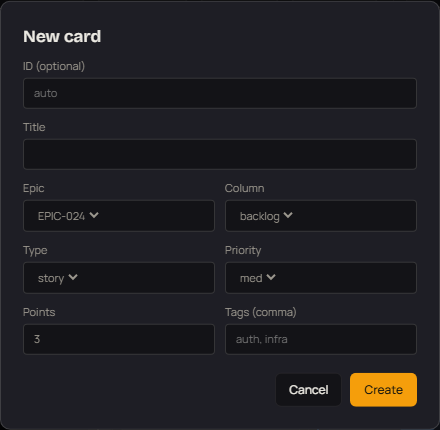 New card
ID (optional)
auto
Title
Epic
Column
EPIC-024
backlog
Type
Priority
story
med
Points
Tags (comma)
3
auth, infra
Cancel
Create